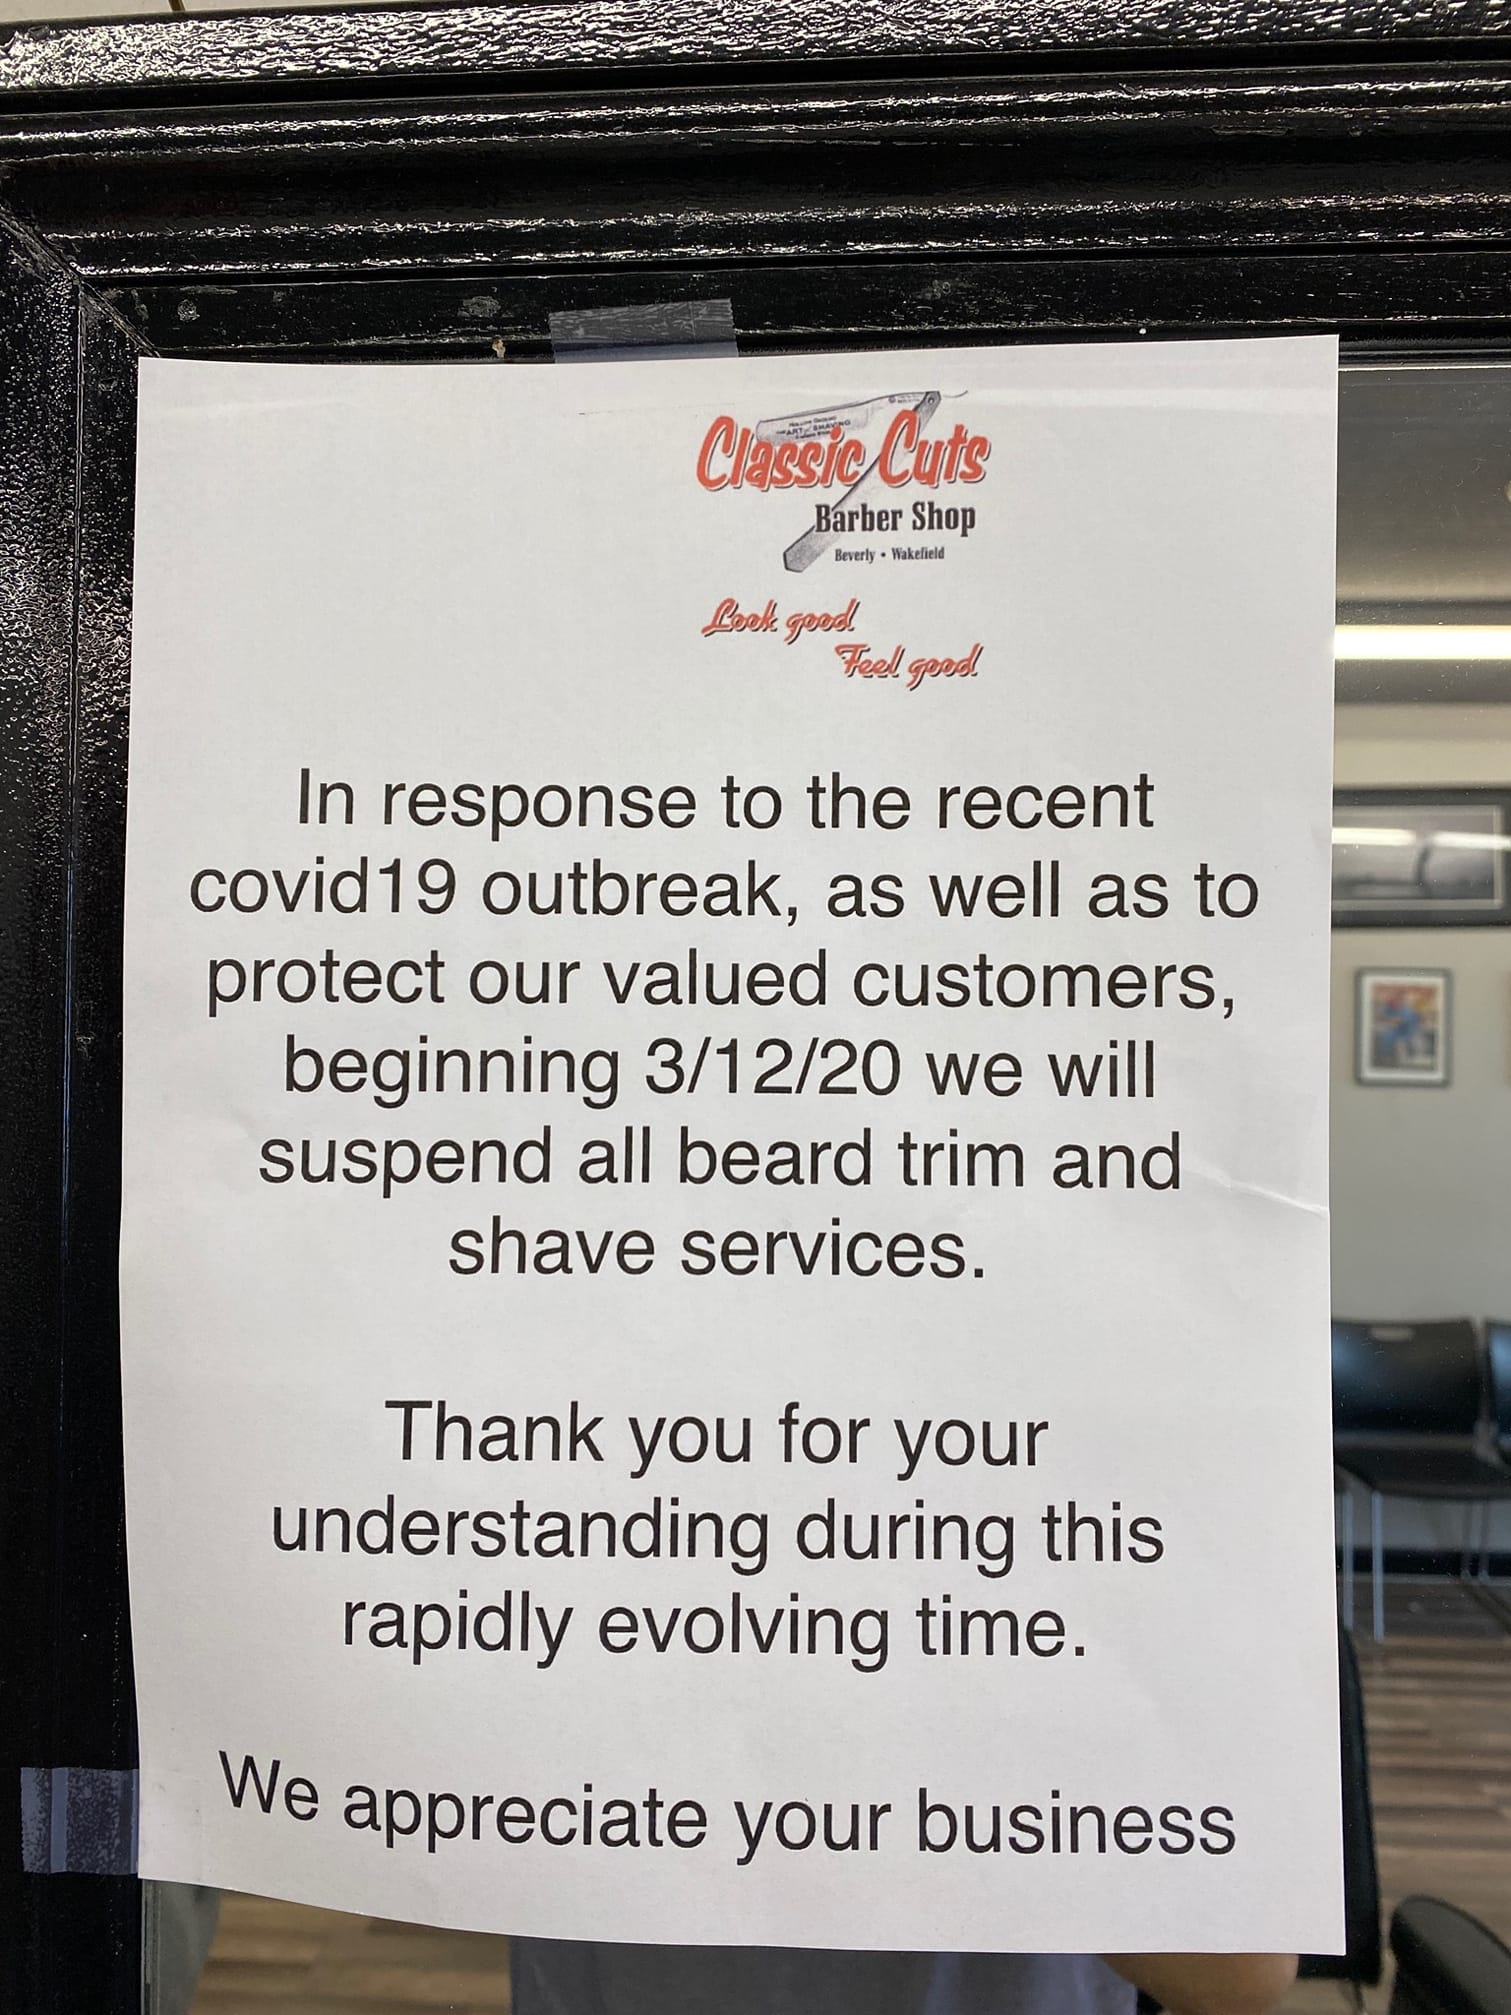 Classic Cuts
Barber Shop
Beverly • Wakefield
Look good
Feel good
In response to the recent
covid19 outbreak, as well as to
protect our valued customers,
beginning 3/12/20 we will
suspend all beard trim and
shave services.
Thank you for your
understanding during this
rapidly evolving time.
We appreciate your business